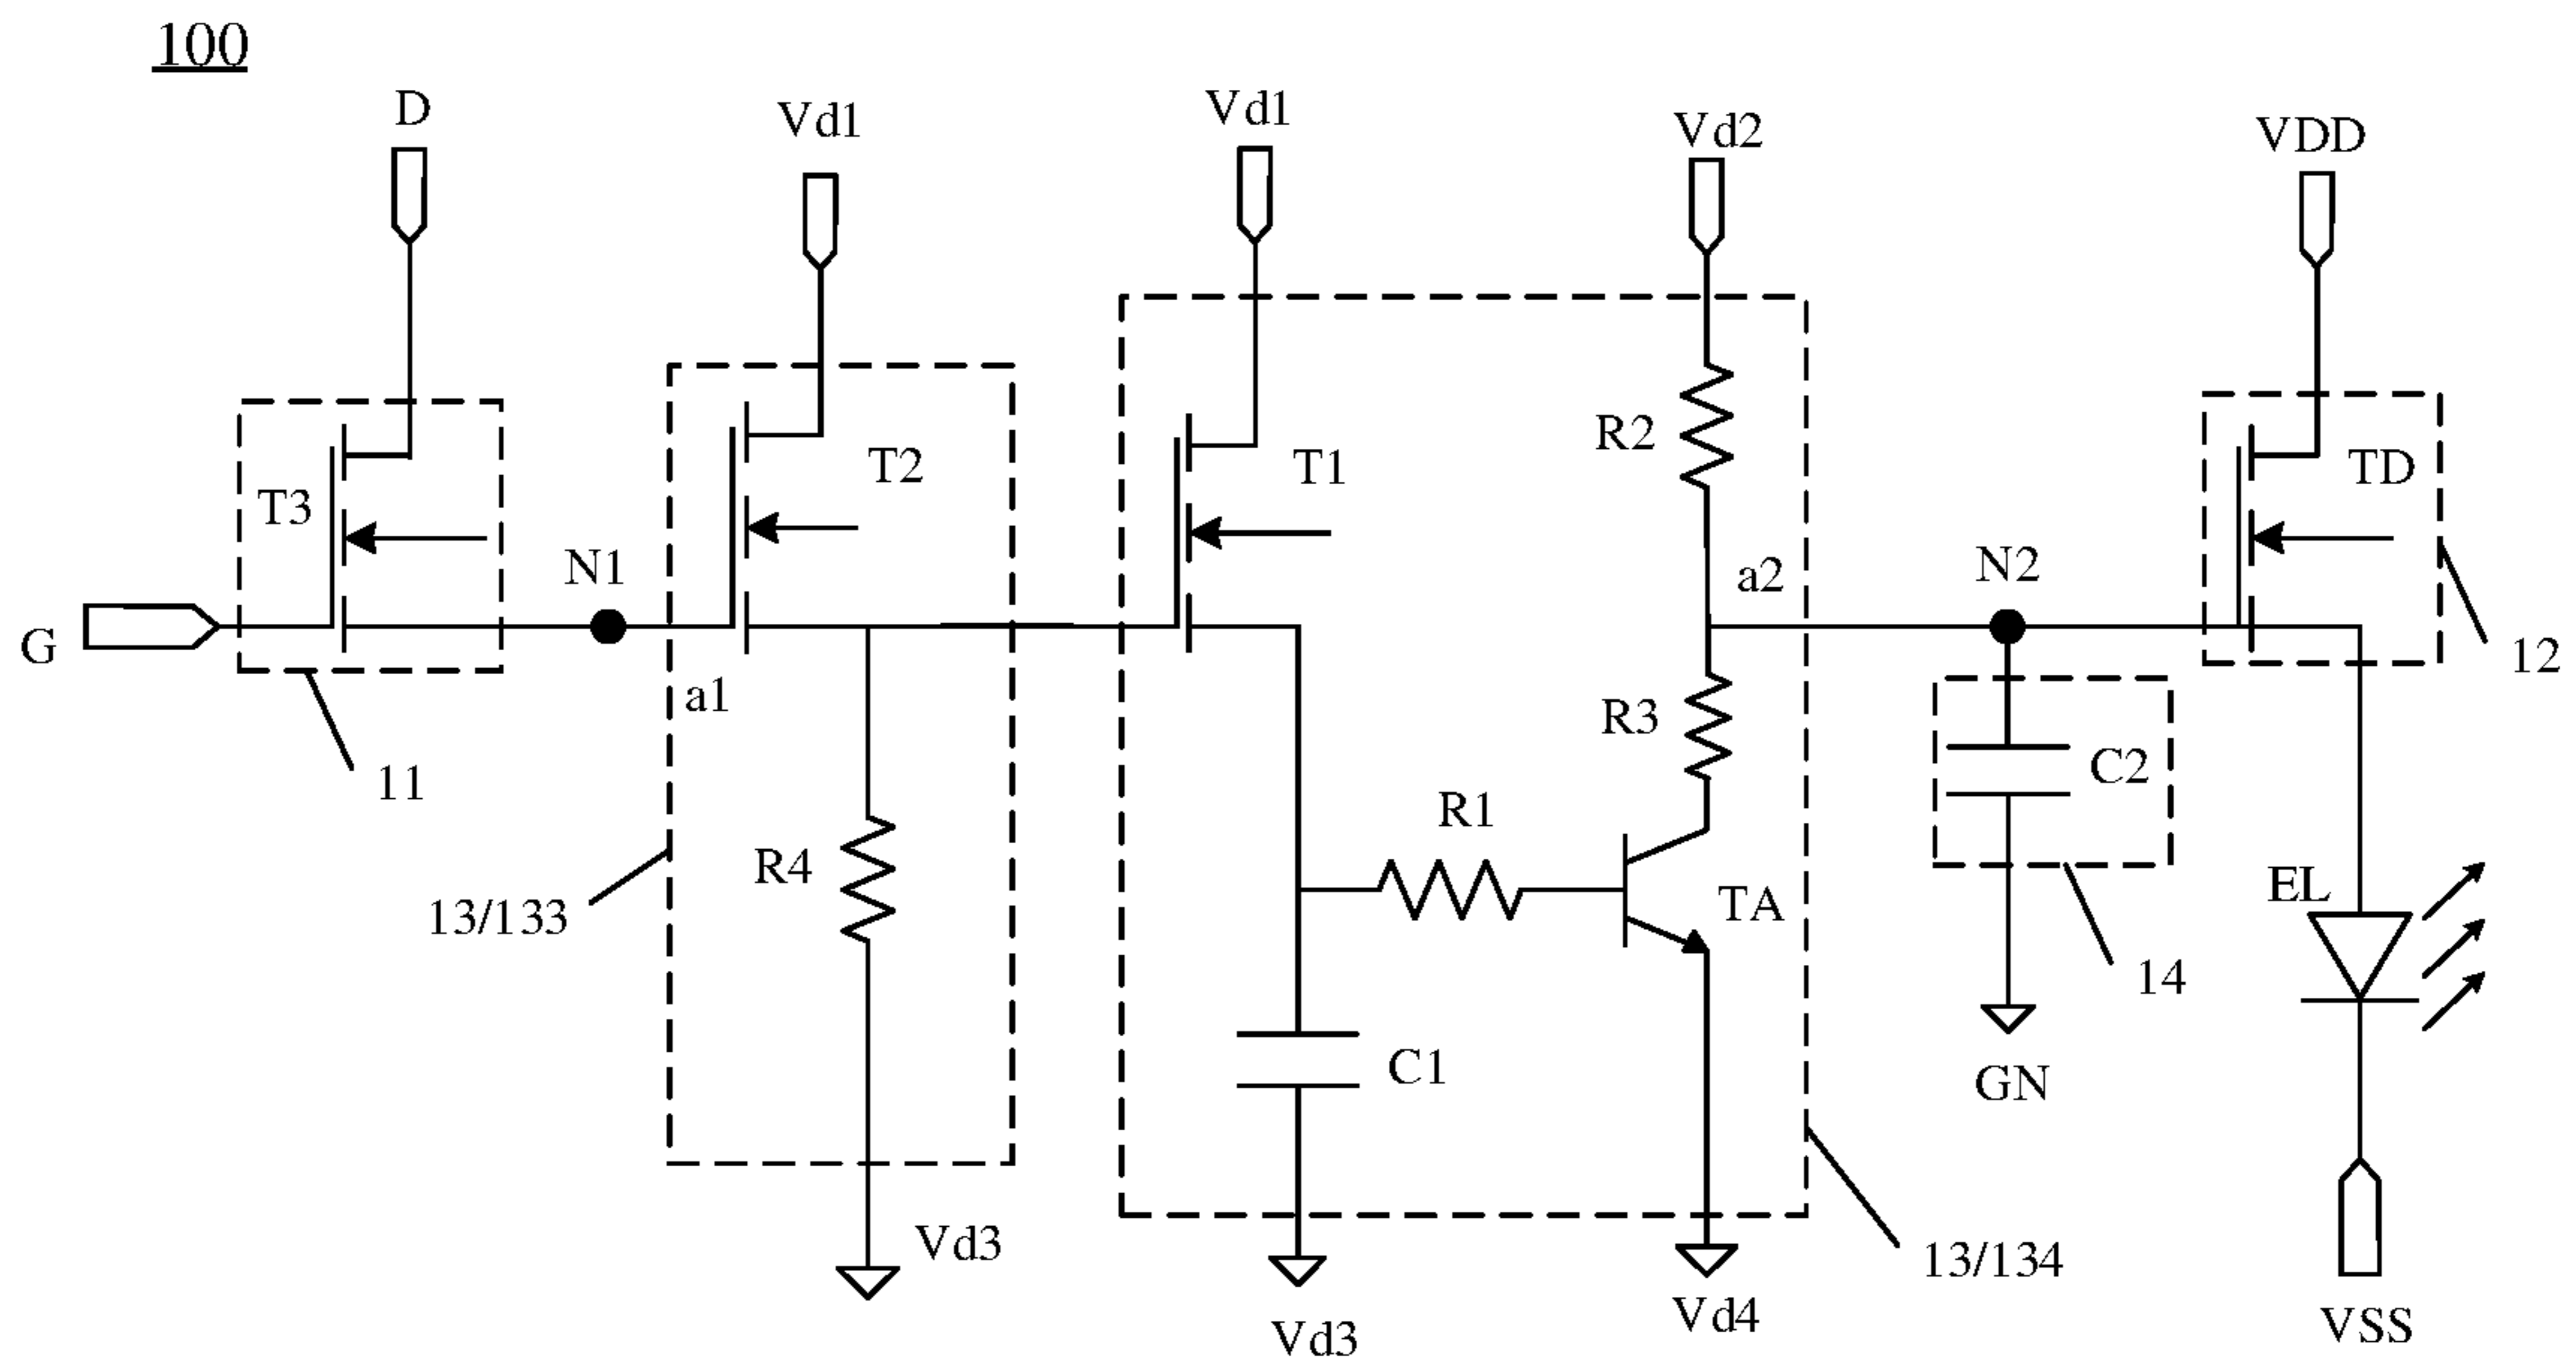 100
D
Vd1
Vd1
Vd2
VDD
T3
T2
T1
R2
TD
N1
a2
N2
G
a1
R3
12
11
R4
R1
C2
13/133
TA
EL
14
C1
GN
Vd3
13/134
Vd3
Vd4
VSS